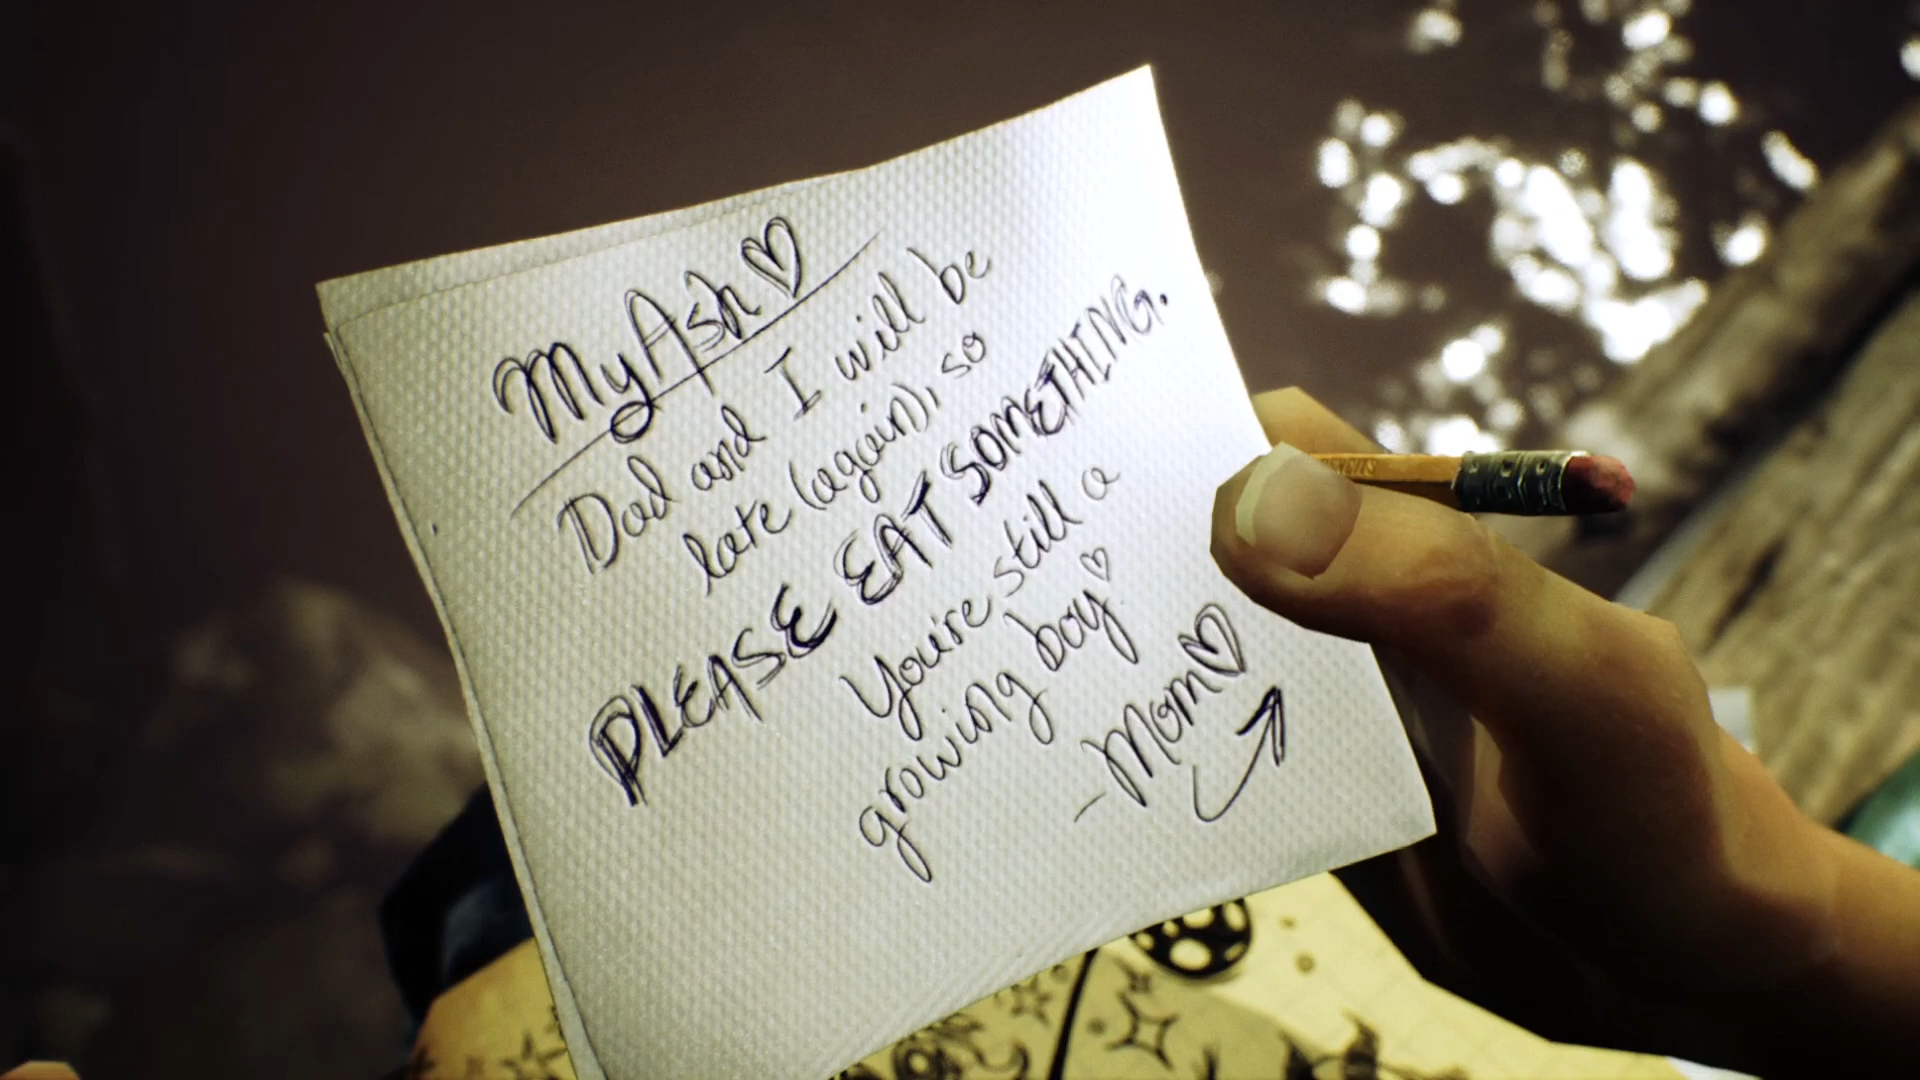 My Ash♡
Dad and I will be
late (again), so
PLEASE EAT SOMETHING.
You're still a
growing boy ♡
-Mom♡